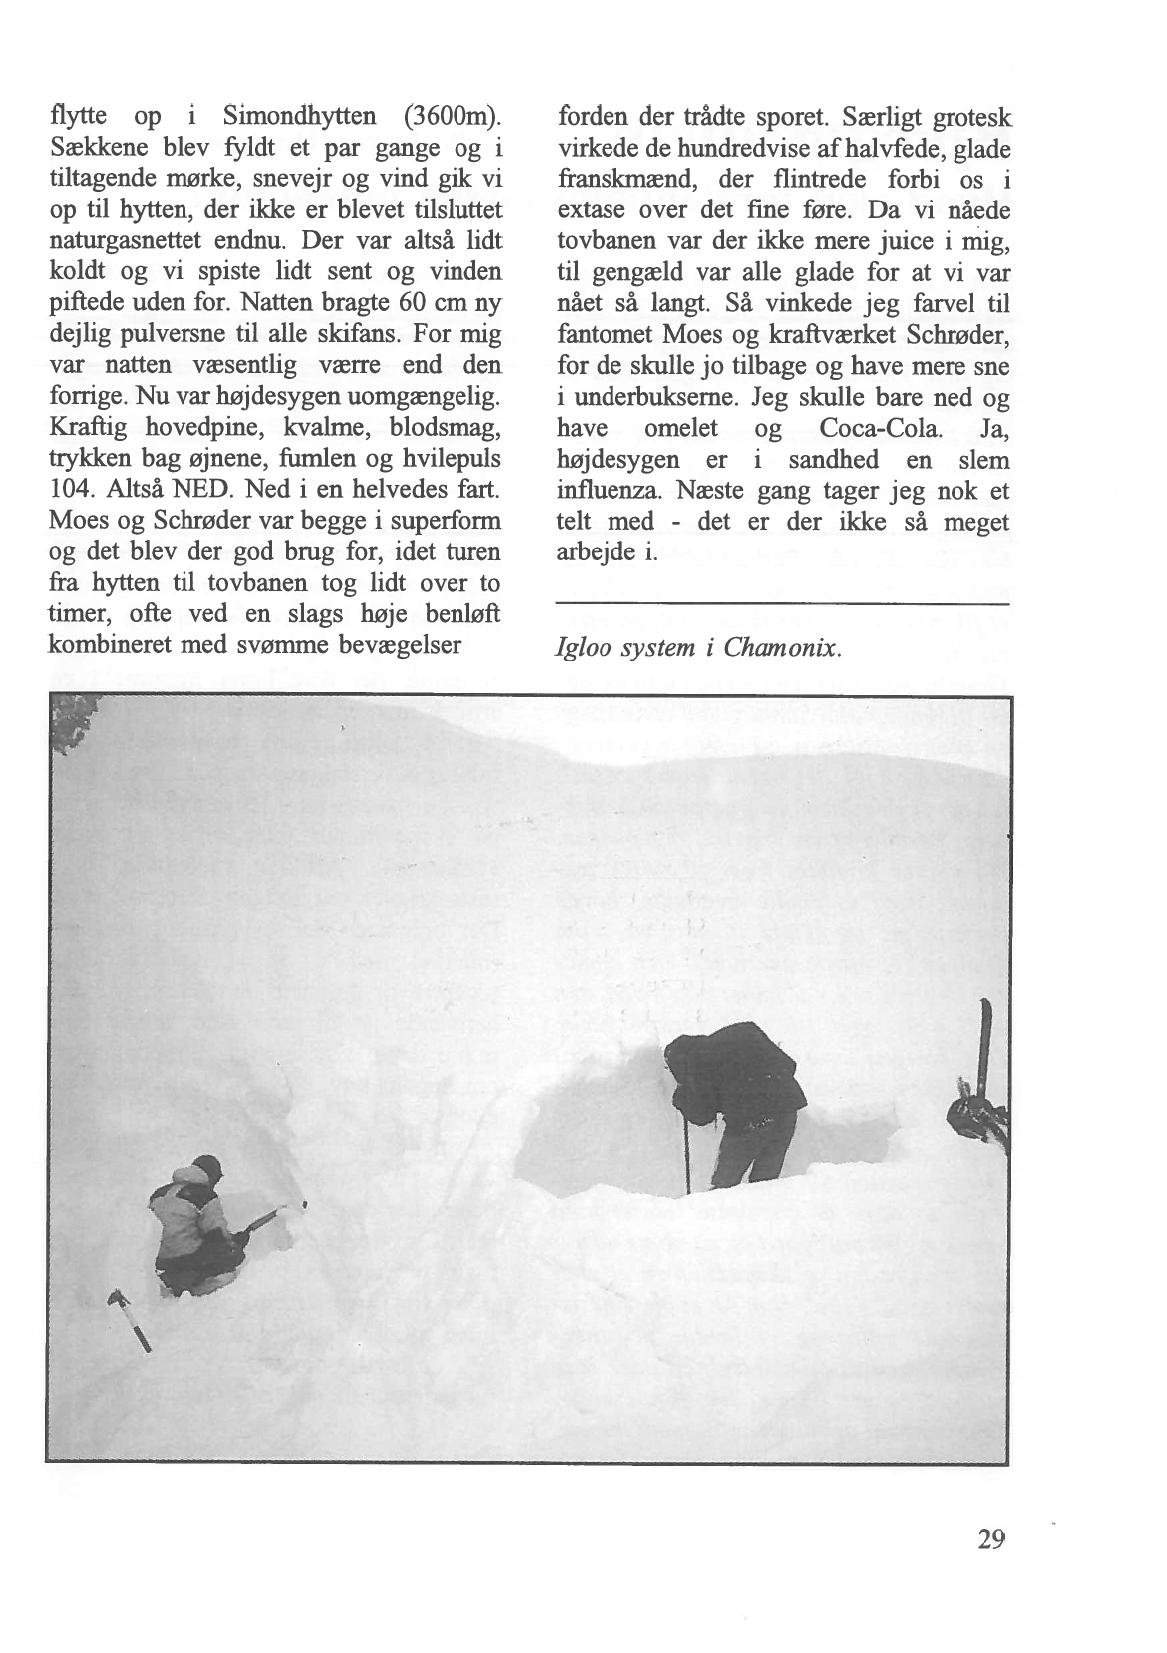 flytte op i Simondhytten (3600m).
Sækkene blev fyldt et par gange og i
tiltagende mørke, snevejr og vind gik vi
op til hytten, der ikke er blevet tilsluttet
naturgasnettet endnu. Der var altså lidt
koldt og vi spiste lidt sent og vinden
piftede uden for. Natten bragte 60 cm ny
dejlig pulversne til alle skifans. For mig
var natten væsentlig værre end den
forrige. Nu var højdesygen uomgængelig.
Kraftig hovedpine, kvalme, blodsmag,
trykken bag øjnene, fumlen og hvilepuls
104. Altså NED. Ned i en helvedes fart.
Moes og Schrøder var begge i superform
og det blev der god brug for, idet turen
fra hytten til tovbanen tog lidt over to
timer, ofte ved en slags høje benløft
kombineret med svømme bevægelser
forden der trådte sporet. Særligt grotesk
virkede de hundredvise af halvfede, glade
franskmænd, der flintrede forbi os i
extase over det fine føre. Da vi nåede
tovbanen var der ikke mere juice i mig,
til gengæld var alle glade for at vi var
nået så langt. Så vinkede jeg farvel til
fantomet Moes og kraftværket Schrøder,
for de skulle jo tilbage og have mere sne
i underbukserne. Jeg skulle bare ned og
have omelet og Coca-Cola. Ja,
højdesygen er i sandhed en slem
influenza. Næste gang tager jeg nok et
telt med - det er der ikke så meget
arbejde i.
Igloo system i Chamonix.
29